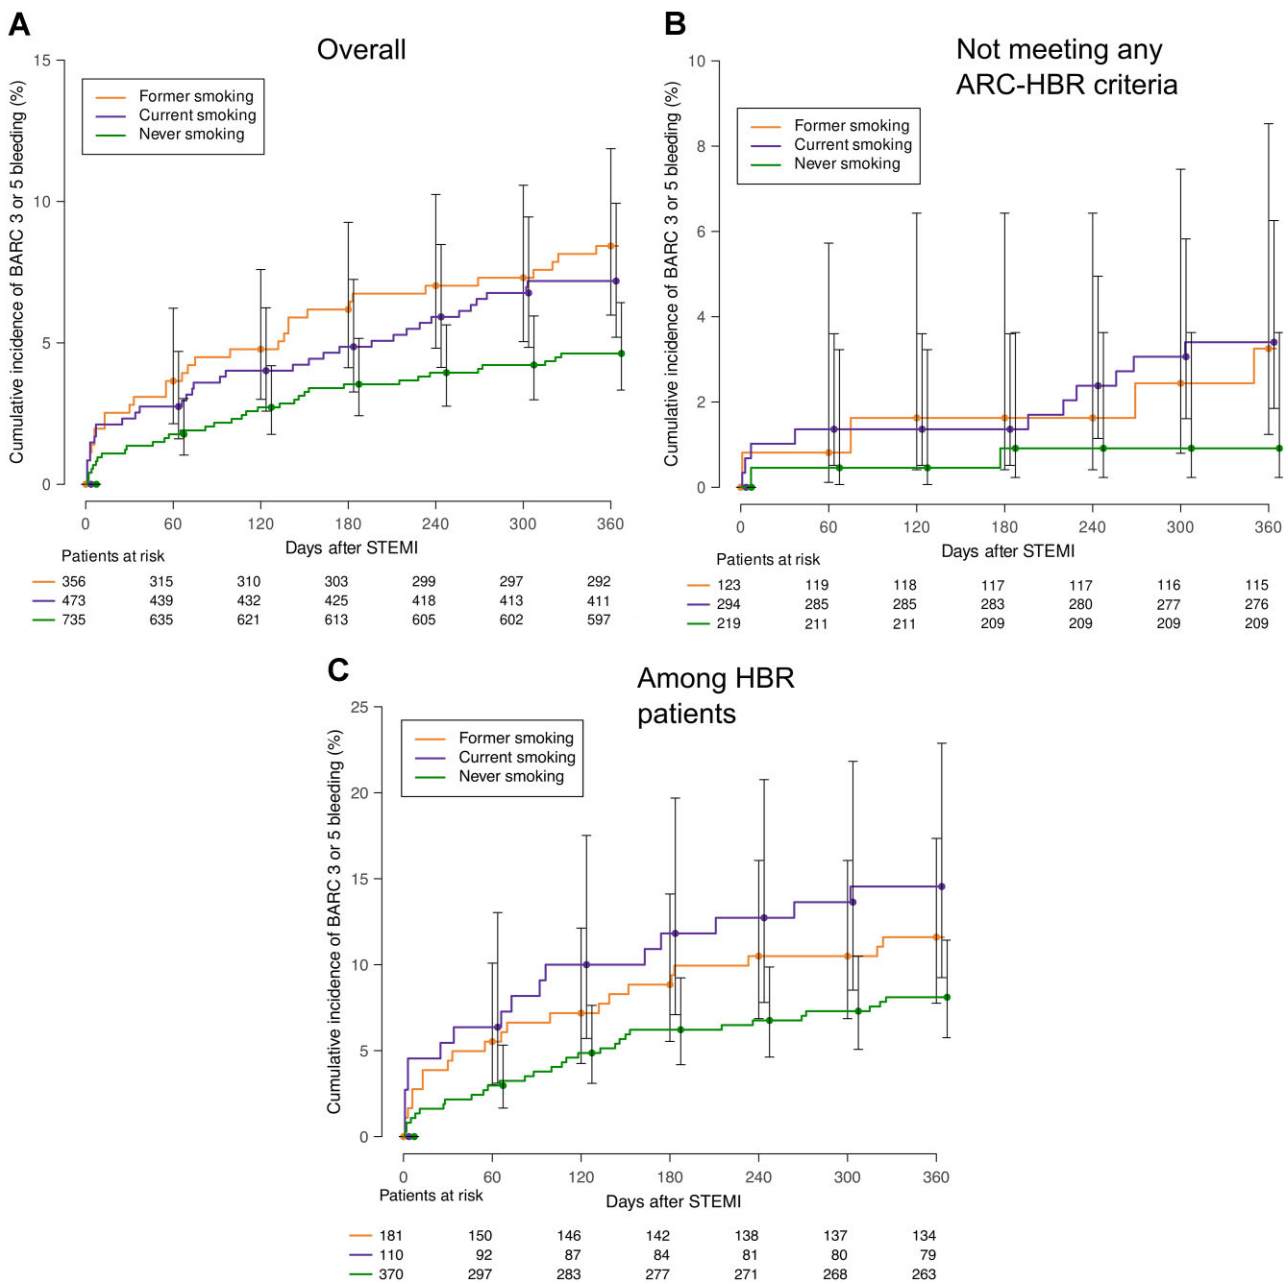 A
Overall
15
10
5
0
Cumulative incidence of BARC 3 or 5 bleeding (%)
Former smoking
Current smoking
Never smoking
0 60 120 180 240 300 360
Days after STEMI
Patients at risk
356 315 310 303 299 297 292
473 439 432 425 418 413 411
735 635 621 613 605 602 597
B
Not meeting any
ARC-HBR criteria
10
8
6
4
2
0
Cumulative incidence of BARC 3 or 5 bleeding (%)
Former smoking
Current smoking
Never smoking
0 60 120 180 240 300 360
Days after STEMI
Patients at risk
123 119 118 117 117 116 115
294 285 285 283 280 277 276
219 211 211 209 209 209 209
C
Among HBR
patients
25
20
15
10
5
0
Cumulative incidence of BARC 3 or 5 bleeding (%)
Former smoking
Current smoking
Never smoking
0 60 120 180 240 300 360
Patients at risk
Days after STEMI
181 150 146 142 138 137 134
110 92 87 84 81 80 79
370 297 283 277 271 268 263